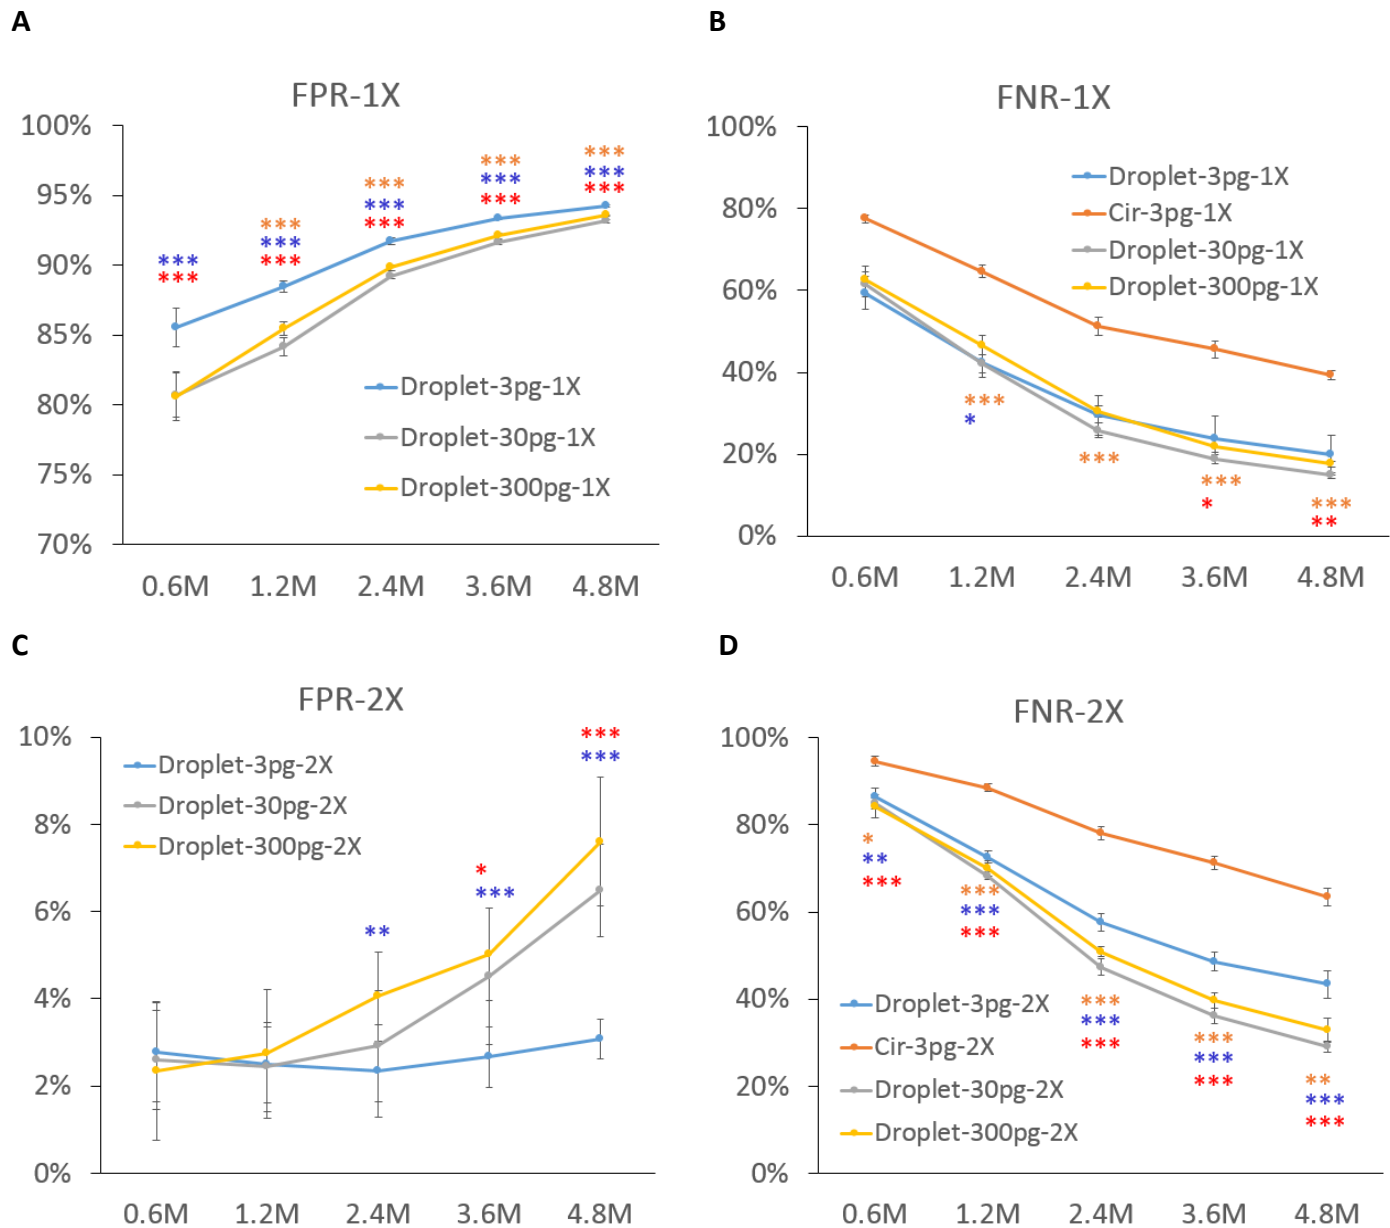 A
FPR-1X
100%
95%
90%
85%
80%
75%
70%
***
***
***
***
***
***
***
***
***
***
***
***
***
***
Droplet-3pg-1X
Droplet-30pg-1X
Droplet-300pg-1X
0.6M 1.2M 2.4M 3.6M 4.8M
B
FNR-1X
100%
80%
60%
40%
20%
0%
Droplet-3pg-1X
Cir-3pg-1X
Droplet-30pg-1X
Droplet-300pg-1X
***
*
***
***
*
***
**
0.6M 1.2M 2.4M 3.6M 4.8M
C
FPR-2X
10%
8%
6%
4%
2%
0%
Droplet-3pg-2X
Droplet-30pg-2X
Droplet-300pg-2X
**
*
***
***
***
0.6M 1.2M 2.4M 3.6M 4.8M
D
FNR-2X
100%
80%
60%
40%
20%
0%
*
**
***
***
***
***
***
***
***
***
***
***
**
***
***
Droplet-3pg-2X
Cir-3pg-2X
Droplet-30pg-2X
Droplet-300pg-2X
0.6M 1.2M 2.4M 3.6M 4.8M